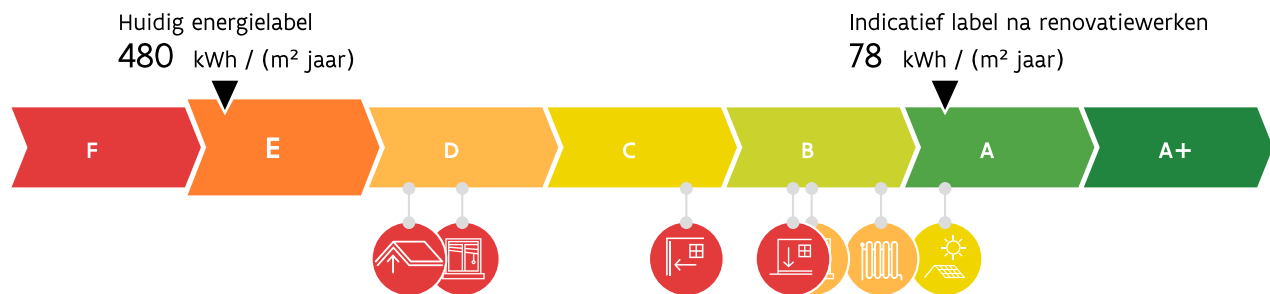 Huidig energielabel
480 kWh / (m² jaar)
Indicatief label na renovatiewerken
78 kWh / (m² jaar)
F
E
D
C
B
A
A+